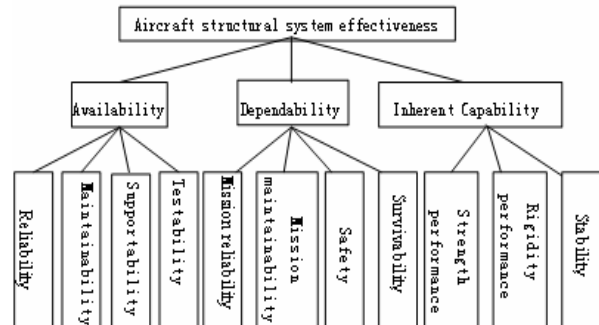 Aircraft structural system effectiveness
Availability
Dependability
Inherent Capability
Reliability
Maintainability
Supportability
Testability
Mission reliability
Mission
maintainability
Safety
Survivability
Strength
performance
Rigidity
performance
Stability